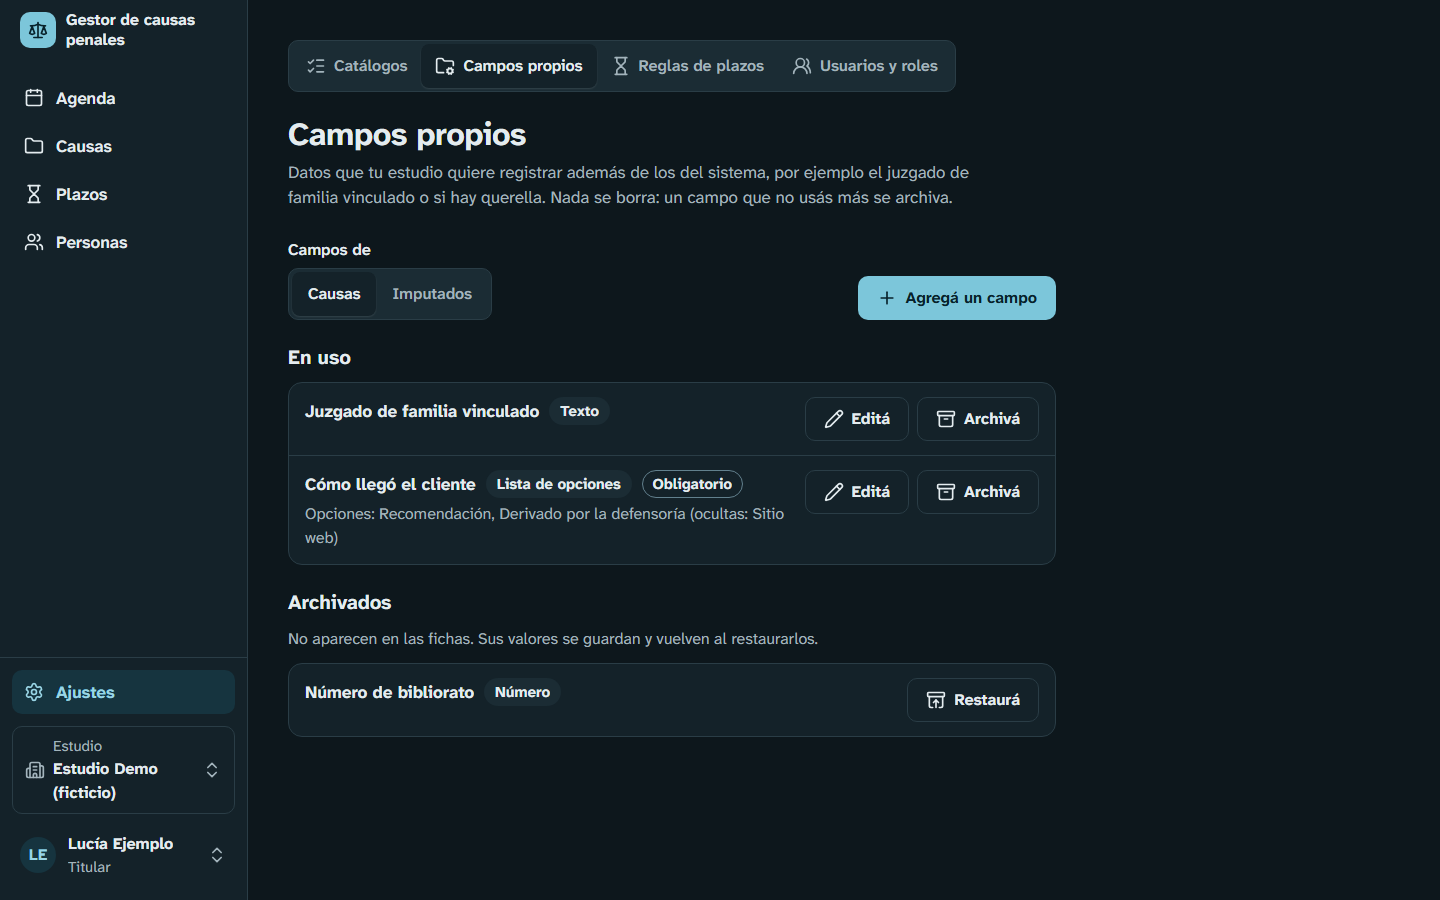 Gestor de causas
penales
Agenda
Causas
Plazos
Personas
Ajustes
Estudio
Estudio Demo
(ficticio)
LE
Lucía Ejemplo
Titular
Catálogos
Campos propios
Reglas de plazos
Usuarios y roles
Campos propios
Datos que tu estudio quiere registrar además de los del sistema, por ejemplo el juzgado de
familia vinculado o si hay querella. Nada se borra: un campo que no usás más se archiva.
Campos de
Causas
Imputados
Agregá un campo
En uso
Juzgado de familia vinculado
Texto
Editá
Archivá
Cómo llegó el cliente
Lista de opciones
Obligatorio
Editá
Archivá
Opciones: Recomendación, Derivado por la defensoría (ocultas: Sitio
web)
Archivados
No aparecen en las fichas. Sus valores se guardan y vuelven al restaurarlos.
Número de bibliorato
Número
Restaurá